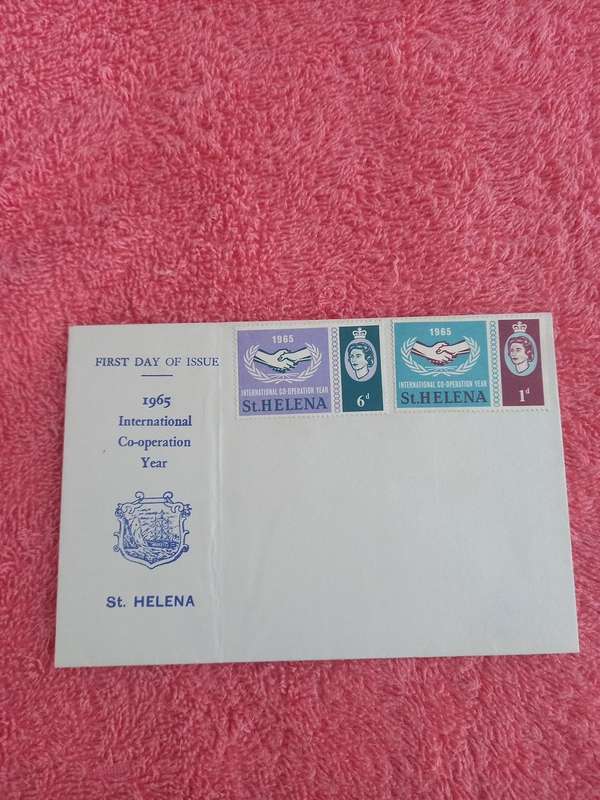 FIRST DAY OF ISSUE
1965
International
Co-operation
Year
St. HELENA
1965
INTERNATIONAL CO-OPERATION YEAR
St.HELENA
6d
1965
INTERNATIONAL CO-OPERATION YEAR
St.HELENA
1d